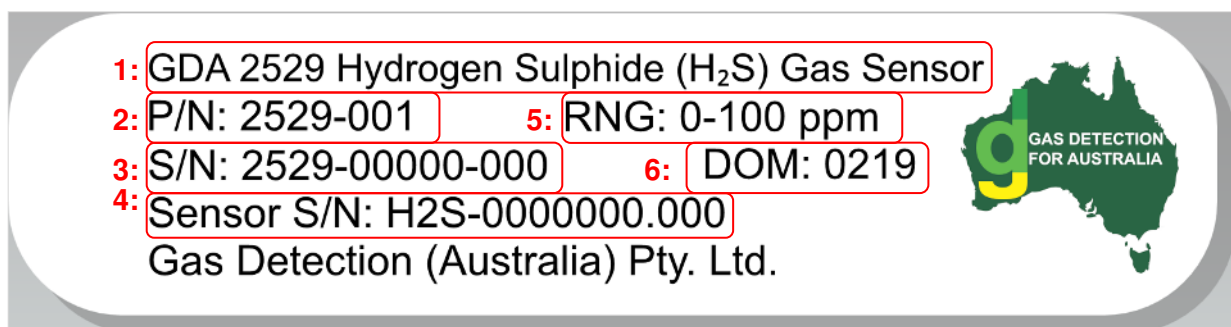 1: GDA 2529 Hydrogen Sulphide (H₂S) Gas Sensor
2: P/N: 2529-001 5: RNG: 0-100 ppm
3: S/N: 2529-00000-000 6: DOM: 0219
4: Sensor S/N: H2S-0000000.000
Gas Detection (Australia) Pty. Ltd.
gd
GAS DETECTION
FOR AUSTRALIA